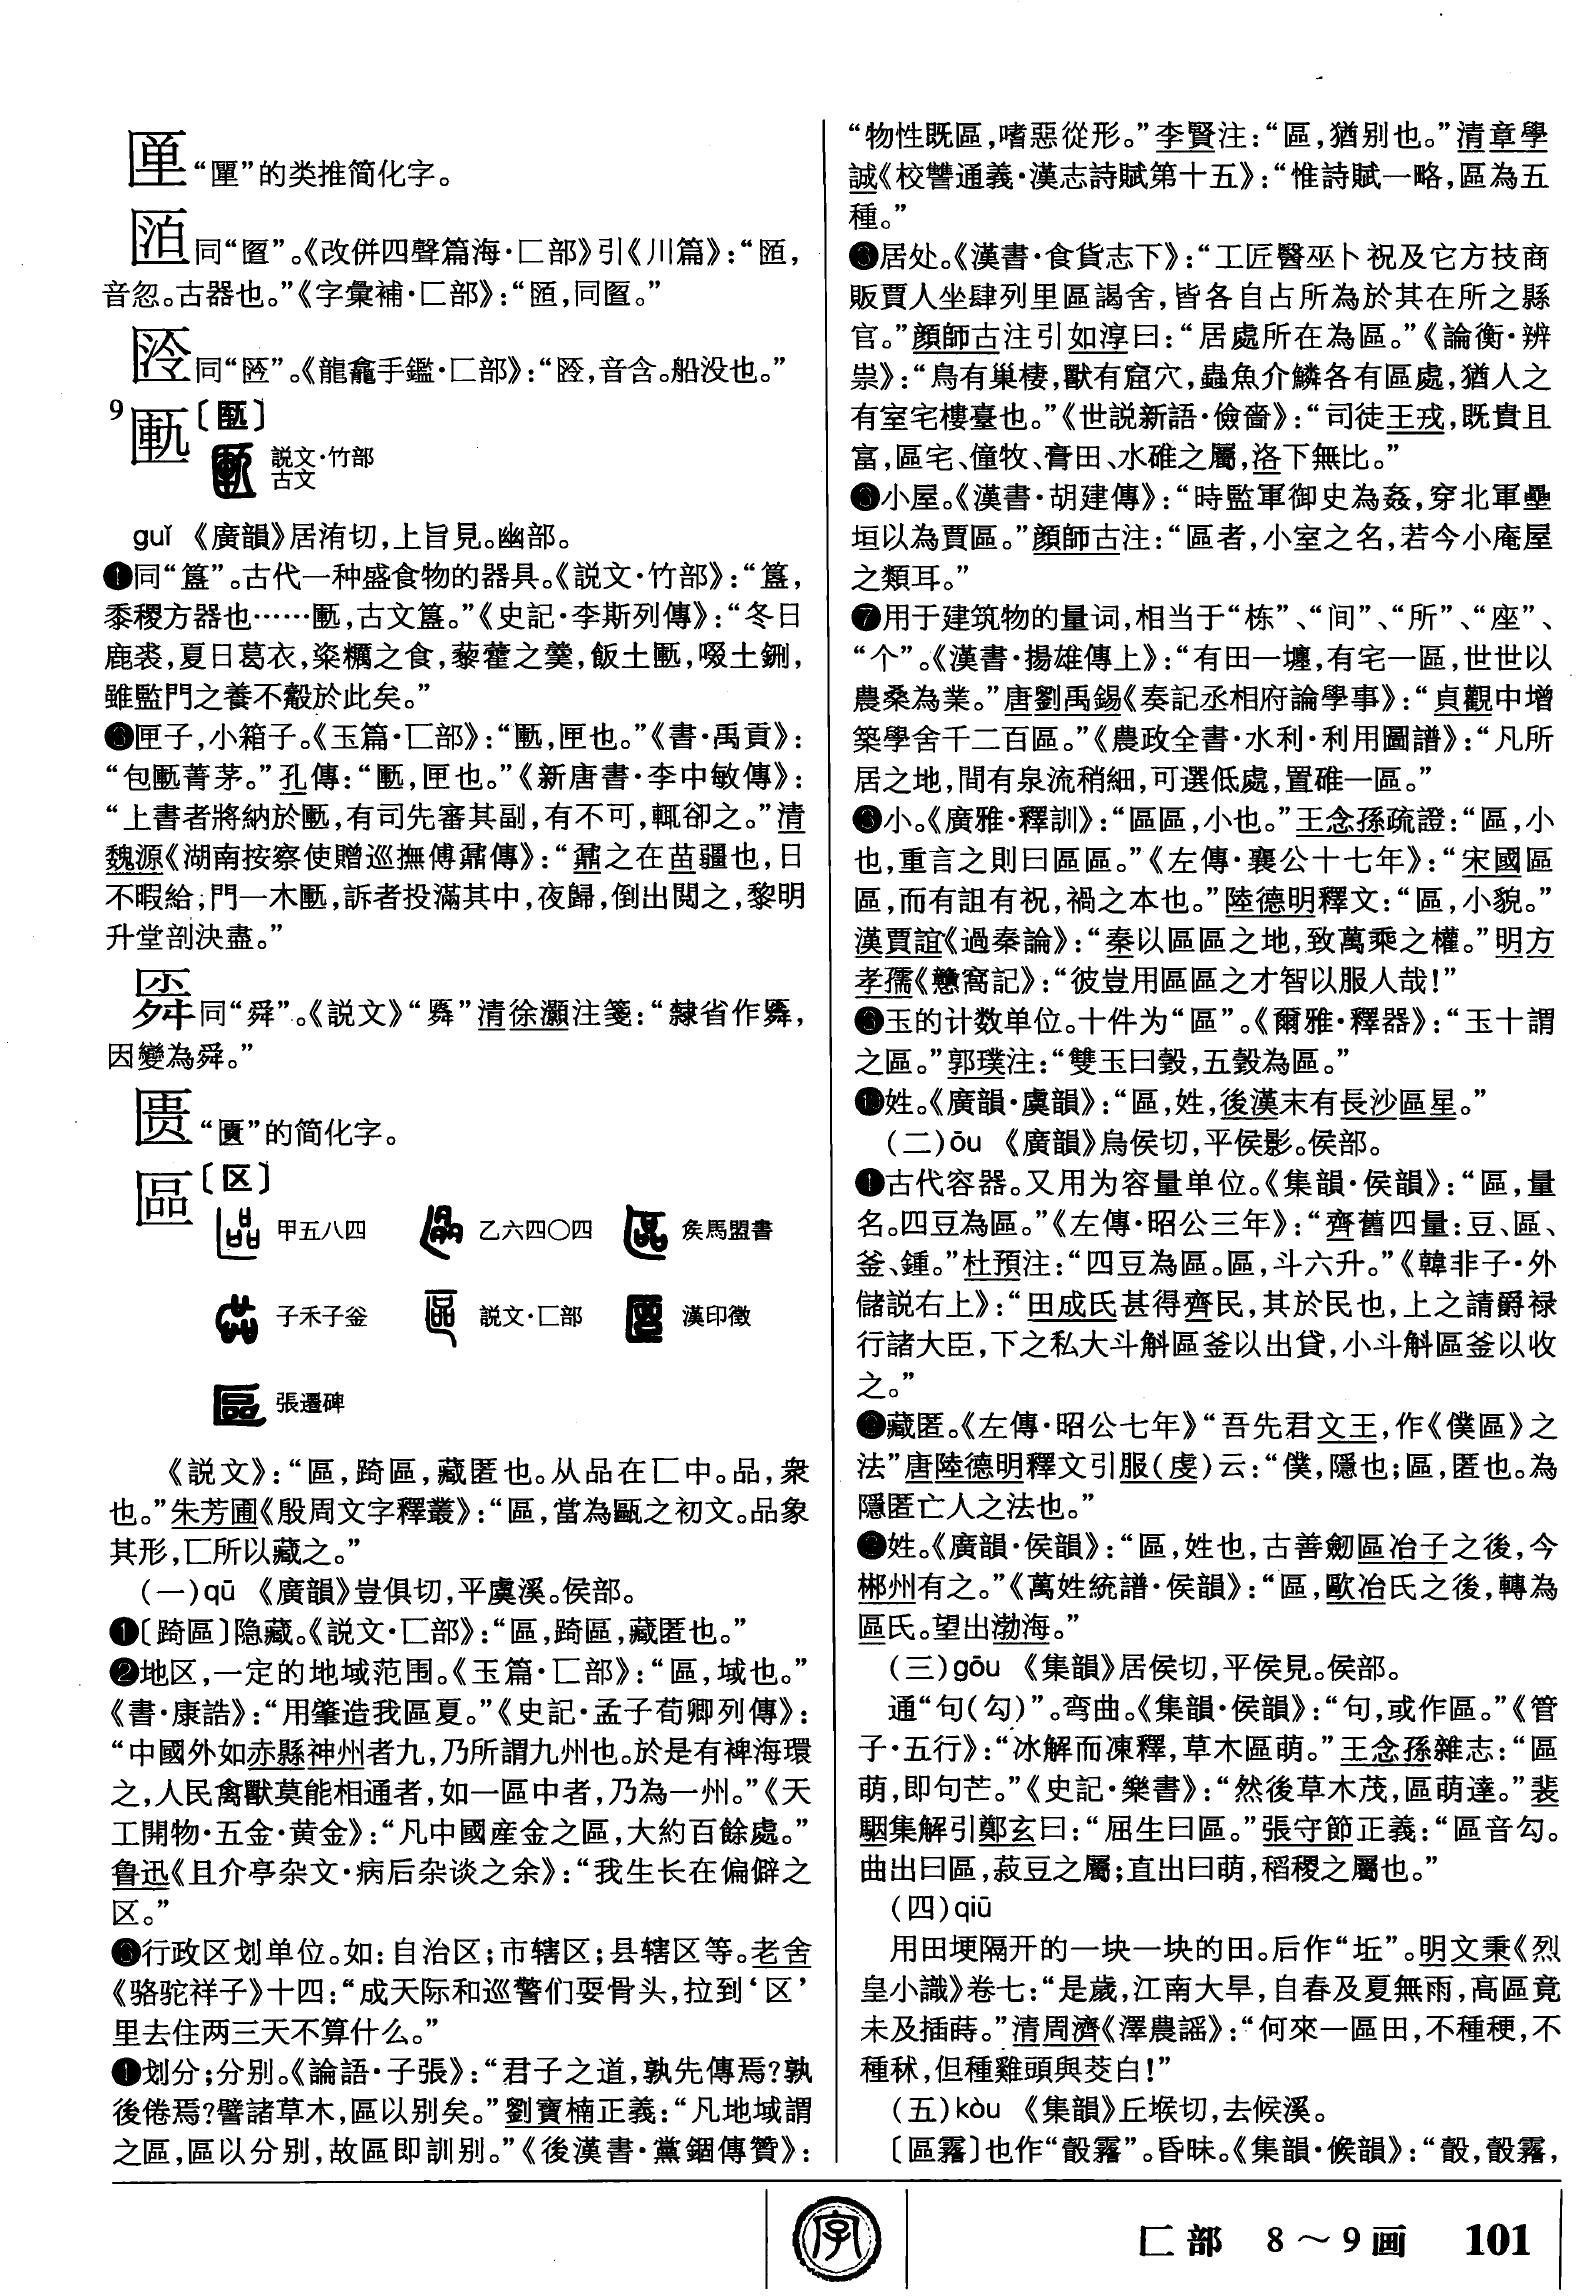 “匰”的类推简化字。
同“匫”。《改併四聲篇海·匚部》引《川篇》：“，
音忽。古器也。”《字彙補·匚部》：“，同匫。”
同“”。《龍龕手鑑·匚部》：“，音含。船没也。”
9 匭〔匦〕
説文·竹部
古文
guǐ 《廣韻》居洧切，上旨見。幽部。
❶同“簋”。古代一种盛食物的器具。《説文·竹部》：“簋，
黍稷方器也……匭，古文簋。”《史記·李斯列傳》：“冬日
鹿裘，夏日葛衣，粢糲之食，藜藿之羹，飯土匭，啜土鉶，
雖監門之養不觳於此矣。”
❷匣子，小箱子。《玉篇·匚部》：“匭，匣也。”《書·禹貢》：
“包匭菁茅。”孔傳：“匭，匣也。”《新唐書·李中敏傳》：
“上書者將納於匭，有司先審其副，有不可，輒卻之。”清
魏源《湖南按察使贈巡撫傅鼐傳》：“鼐之在苗疆也，日
不暇給；門一木匭，訴者投滿其中，夜歸，倒出閲之，黎明
升堂剖決盡。”
同“舜”。《説文》“”清徐灝注箋：“隸省作，
因變為舜。”
匮 “匱”的简化字。
區〔区〕
甲五八四 乙六四〇四 矦馬盟書
子禾子釜 説文·匚部 漢印徵
張遷碑
《説文》：“區，踦區，藏匿也。从品在匚中。品，衆
也。”朱芳圃《殷周文字釋叢》：“區，當為甌之初文。品象
其形，匚所以藏之。”
（一）qū 《廣韻》豈俱切，平虞溪。侯部。
❶〔踦區〕隐藏。《説文·匚部》：“區，踦區，藏匿也。”
❷地区，一定的地域范围。《玉篇·匚部》：“區，域也。”
《書·康誥》：“用肇造我區夏。”《史記·孟子荀卿列傳》：
“中國外如赤縣神州者九，乃所謂九州也。於是有裨海環
之，人民禽獸莫能相通者，如一區中者，乃為一州。”《天
工開物·五金·黄金》：“凡中國産金之區，大約百餘處。”
鲁迅《且介亭杂文·病后杂谈之余》：“我生长在偏僻之
区。”
❸行政区划单位。如：自治区；市辖区；县辖区等。老舍
《骆驼祥子》十四：“成天际和巡警们耍骨头，拉到‘区’
里去住两三天不算什么。”
❹划分；分别。《論語·子張》：“君子之道，孰先傳焉？孰
後倦焉？譬諸草木，區以别矣。”劉寶楠正義：“凡地域謂
之區，區以分别，故區即訓别。”《後漢書·黨錮傳贊》：
“物性既區，嗜惡從形。”李賢注：“區，猶别也。”清章學
誠《校讐通義·漢志詩賦第十五》：“惟詩賦一略，區為五
種。”
❺居处。《漢書·食貨志下》：“工匠醫巫卜祝及它方技商
販賈人坐肆列里區謁舍，皆各自占所為於其在所之縣
官。”顔師古注引如淳曰：“居處所在為區。”《論衡·辨
祟》：“鳥有巢棲，獸有窟穴，蟲魚介鱗各有區處，猶人之
有室宅樓臺也。”《世説新語·儉嗇》：“司徒王戎，既貴且
富，區宅、僮牧、膏田、水碓之屬，洛下無比。”
❻小屋。《漢書·胡建傳》：“時監軍御史為姦，穿北軍壘
垣以為賈區。”顔師古注：“區者，小室之名，若今小庵屋
之類耳。”
❼用于建筑物的量词，相当于“栋”、“间”、“所”、“座”、
“个”。《漢書·揚雄傳上》：“有田一㙻，有宅一區，世世以
農桑為業。”唐劉禹錫《奏記丞相府論學事》：“貞觀中增
築學舍千二百區。”《農政全書·水利·利用圖譜》：“凡所
居之地，間有泉流稍細，可選低處，置碓一區。”
❽小。《廣雅·釋訓》：“區區，小也。”王念孫疏證：“區，小
也，重言之則曰區區。”《左傳·襄公十七年》：“宋國區
區，而有詛有祝，禍之本也。”陸德明釋文：“區，小貌。”
漢賈誼《過秦論》：“秦以區區之地，致萬乘之權。”明方
孝孺《戇窩記》：“彼豈用區區之才智以服人哉！”
❾玉的计数单位。十件为“區”。《爾雅·釋器》：“玉十謂
之區。”郭璞注：“雙玉曰瑴，五瑴為區。”
❿姓。《廣韻·虞韻》：“區，姓，後漢末有長沙區星。”
（二）ōu 《廣韻》烏侯切，平侯影。侯部。
❶古代容器。又用为容量单位。《集韻·侯韻》：“區，量
名。四豆為區。”《左傳·昭公三年》：“齊舊四量：豆、區、
釜、鍾。”杜預注：“四豆為區。區，斗六升。”《韓非子·外
儲説右上》：“田成氏甚得齊民，其於民也，上之請爵禄
行諸大臣，下之私大斗斛區釜以出貸，小斗斛區釜以收
之。”
❷藏匿。《左傳·昭公七年》“吾先君文王，作《僕區》之
法”唐陸德明釋文引服（虔）云：“僕，隱也；區，匿也。為
隱匿亡人之法也。”
❸姓。《廣韻·侯韻》：“區，姓也，古善劒區冶子之後，今
郴州有之。”《萬姓統譜·侯韻》：“區，歐冶氏之後，轉為
區氏。望出渤海。”
（三）gōu 《集韻》居侯切，平侯見。侯部。
通“句（勾）”。弯曲。《集韻·侯韻》：“句，或作區。”《管
子·五行》：“冰解而凍釋，草木區萌。”王念孫雜志：“區
萌，即句芒。”《史記·樂書》：“然後草木茂，區萌達。”裴
駰集解引鄭玄曰：“屈生曰區。”張守節正義：“區音勾。
曲出曰區，菽豆之屬；直出曰萌，稻稷之屬也。”
（四）qiū
用田埂隔开的一块一块的田。后作“坵”。明文秉《烈
皇小識》卷七：“是歲，江南大旱，自春及夏無雨，高區竟
未及插蒔。”清周濟《澤農謡》：“何來一區田，不種稉，不
種秫，但種雞頭與茭白！”
（五）kòu 《集韻》丘堠切，去候溪。
〔區霿〕也作“㲄霿”。昏昧。《集韻·候韻》：“㲄，㲄霿，
字
匚部 8～9画 101